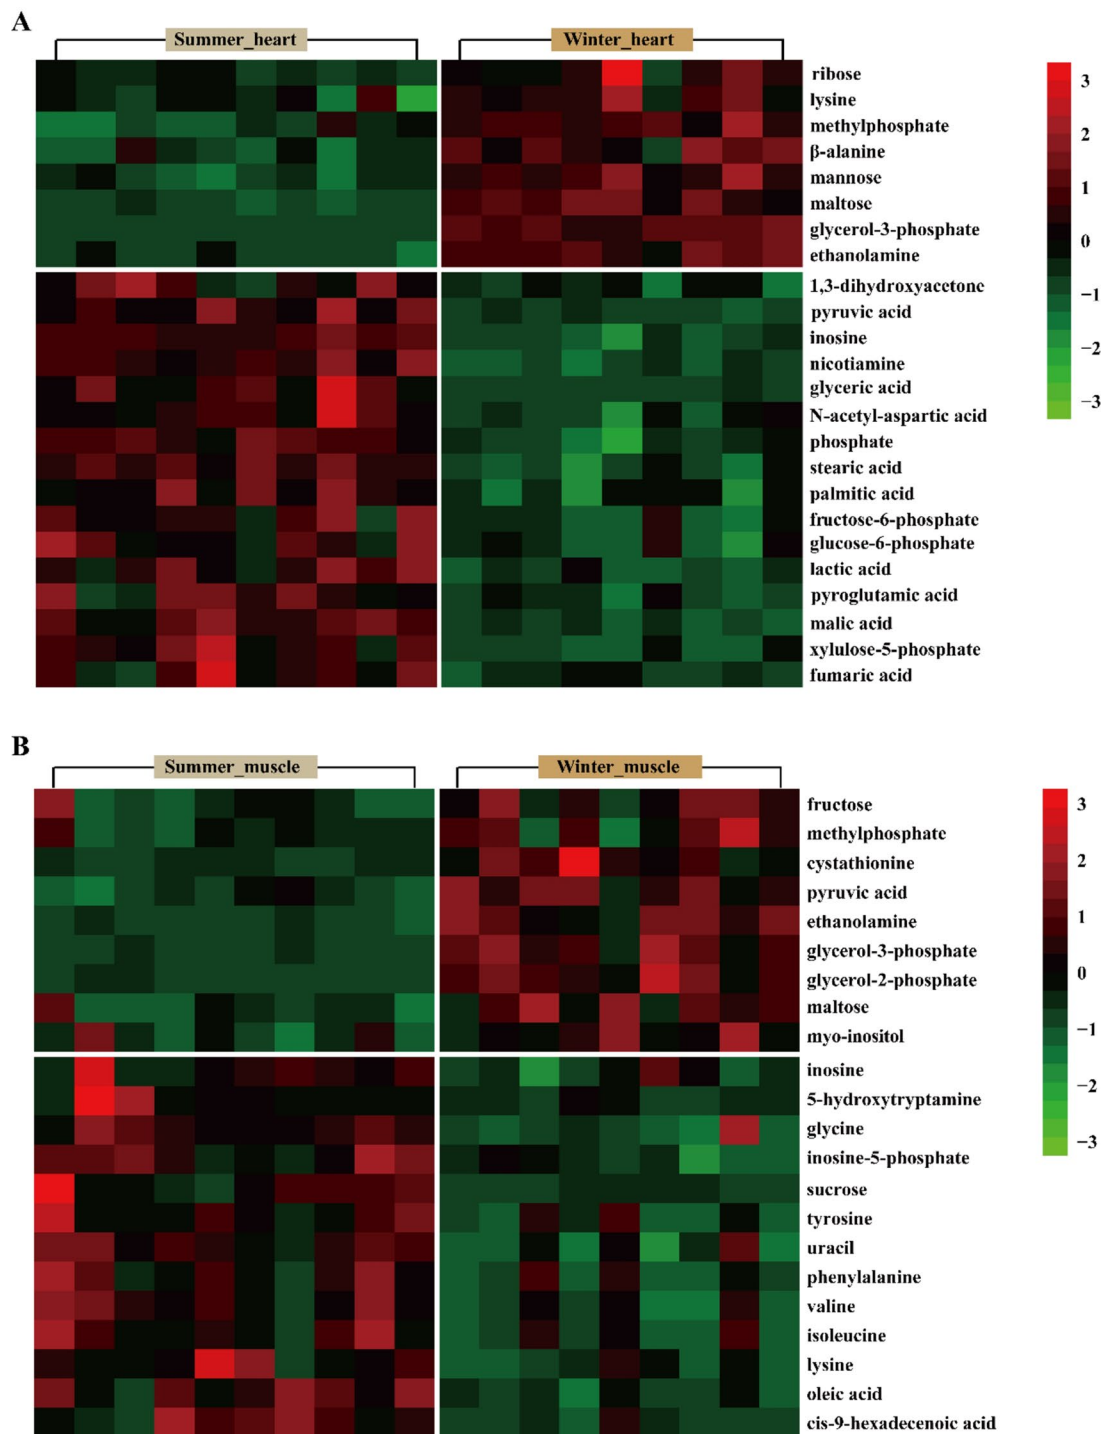 A
Summer_heart
Winter_heart
ribose
lysine
methylphosphate
β-alanine
mannose
maltose
glycerol-3-phosphate
ethanolamine
1,3-dihydroxyacetone
pyruvic acid
inosine
nicotiamine
glyceric acid
N-acetyl-aspartic acid
phosphate
stearic acid
palmitic acid
fructose-6-phosphate
glucose-6-phosphate
lactic acid
pyroglutamic acid
malic acid
xylulose-5-phosphate
fumaric acid
3
2
1
0
−1
−2
−3
B
Summer_muscle
Winter_muscle
fructose
methylphosphate
cystathionine
pyruvic acid
ethanolamine
glycerol-3-phosphate
glycerol-2-phosphate
maltose
myo-inositol
inosine
5-hydroxytryptamine
glycine
inosine-5-phosphate
sucrose
tyrosine
uracil
phenylalanine
valine
isoleucine
lysine
oleic acid
cis-9-hexadecenoic acid
3
2
1
0
−1
−2
−3